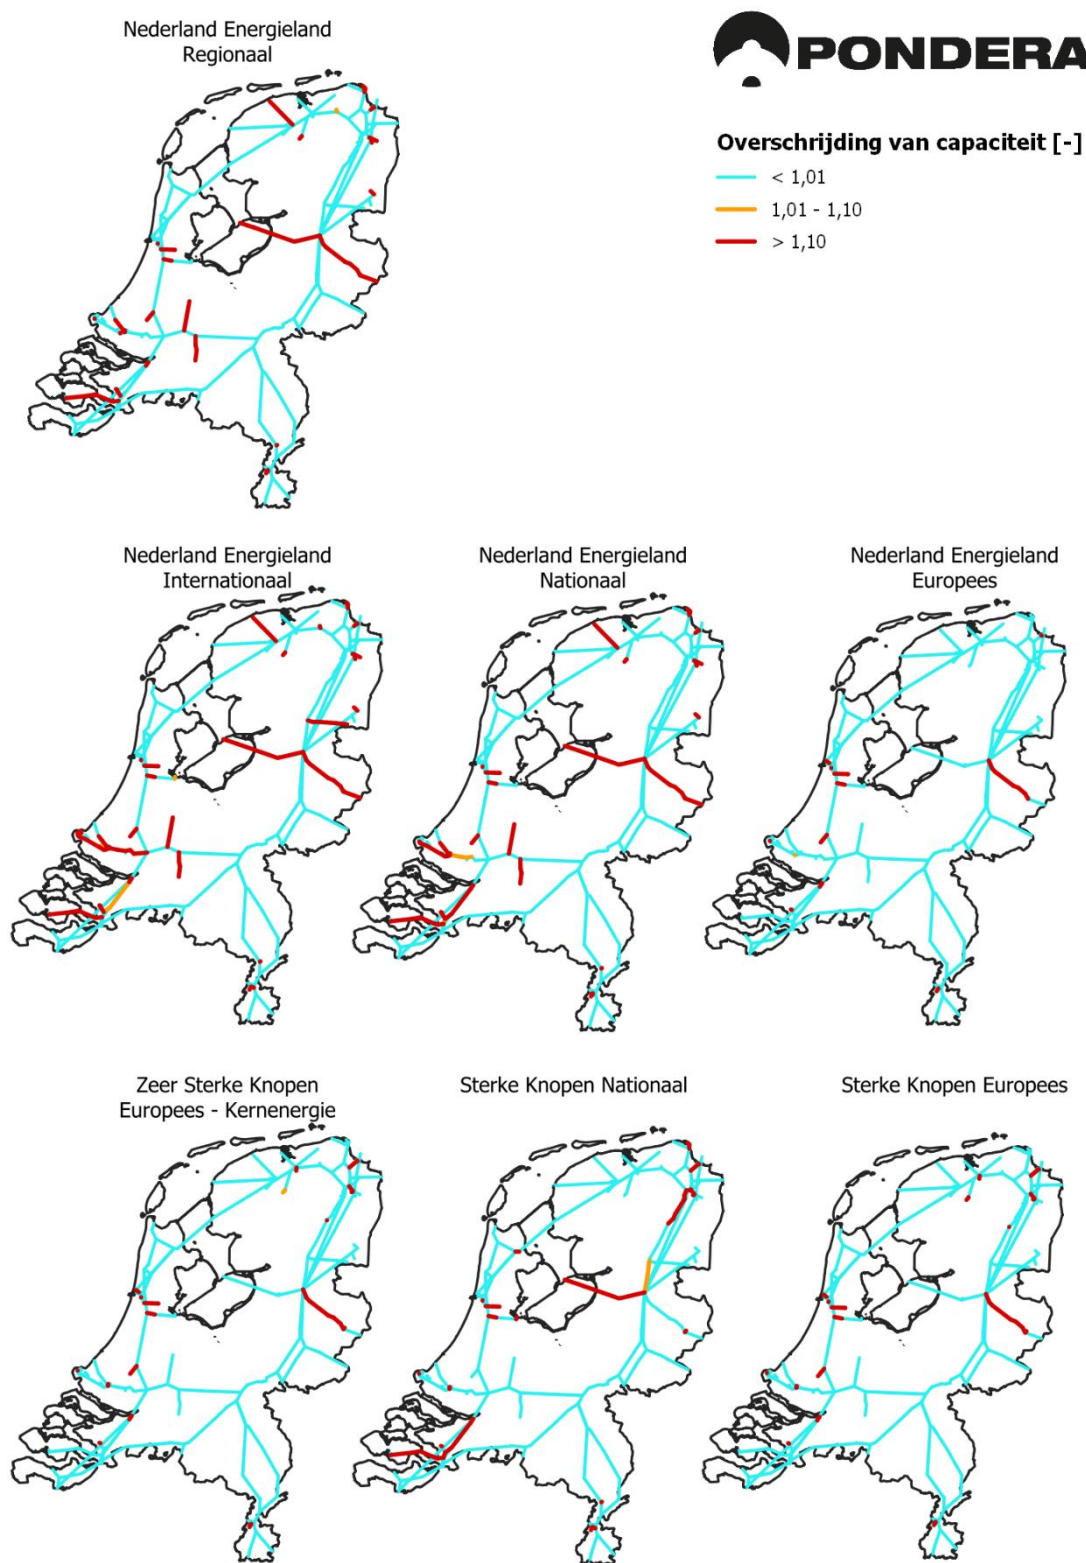 Nederland Energieland
Regionaal
PONDERA
Overschrijding van capaciteit [-]
< 1,01
1,01 - 1,10
> 1,10
Nederland Energieland
Internationaal
Nederland Energieland
Nationaal
Nederland Energieland
Europees
Zeer Sterke Knopen
Europees - Kernenergie
Sterke Knopen Nationaal
Sterke Knopen Europees